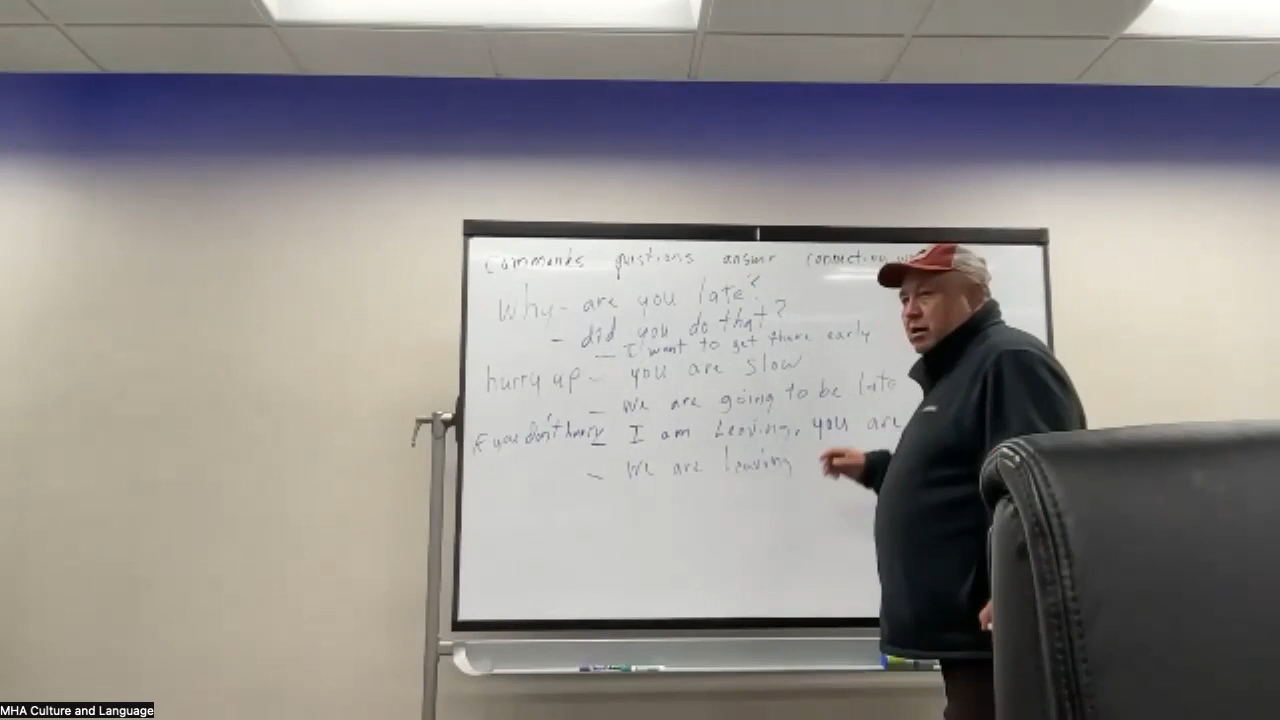 commands questions answer connecting
Why - are you late?
- did you do that?
- I want to get there early
hurry up - you are slow
- we are going to be late
if you don't hurry - I am leaving, you are
- we are leaving
MHA Culture and Language